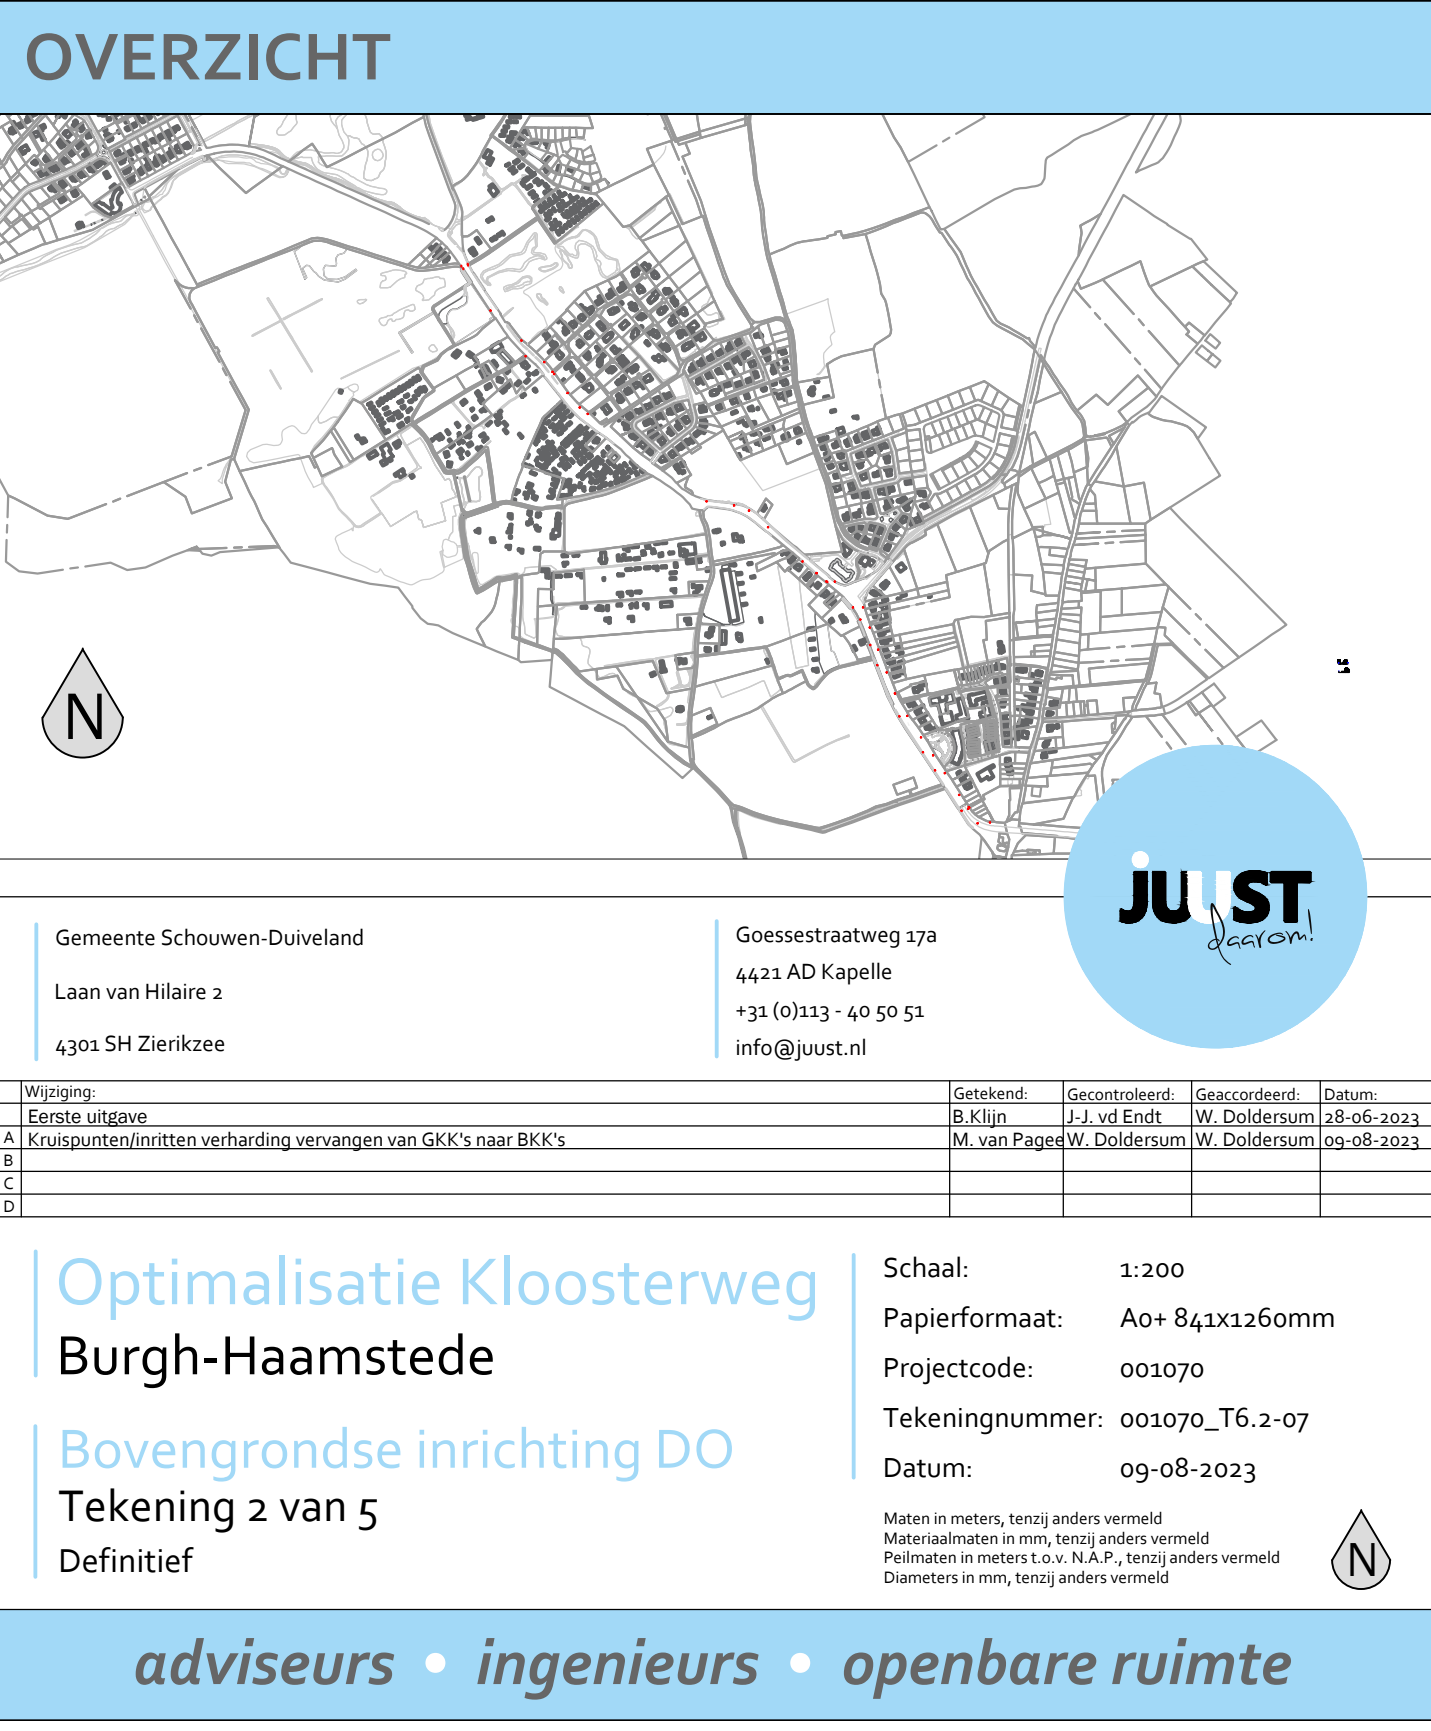 OVERZICHT
N
JUUST
daarom!
Gemeente Schouwen-Duiveland
Laan van Hilaire 2
4301 SH Zierikzee
Goessestraatweg 17a
4421 AD Kapelle
+31 (0)113 - 40 50 51
info@juust.nl
Wijziging: Getekend: Gecontroleerd: Geaccordeerd: Datum:
Eerste uitgave B.Klijn J-J. vd Endt W. Doldersum 28-06-2023
A Kruispunten/inritten verharding vervangen van GKK's naar BKK's M. van Pagee W. Doldersum W. Doldersum 09-08-2023
B
C
D
Optimalisatie Kloosterweg
Burgh-Haamstede
Bovengrondse inrichting DO
Tekening 2 van 5
Definitief
Schaal: 1:200
Papierformaat: A0+ 841x1260mm
Projectcode: 001070
Tekeningnummer: 001070_T6.2-07
Datum: 09-08-2023
Maten in meters, tenzij anders vermeld
Materiaalmaten in mm, tenzij anders vermeld
Peilmaten in meters t.o.v. N.A.P., tenzij anders vermeld
Diameters in mm, tenzij anders vermeld
N
adviseurs • ingenieurs • openbare ruimte